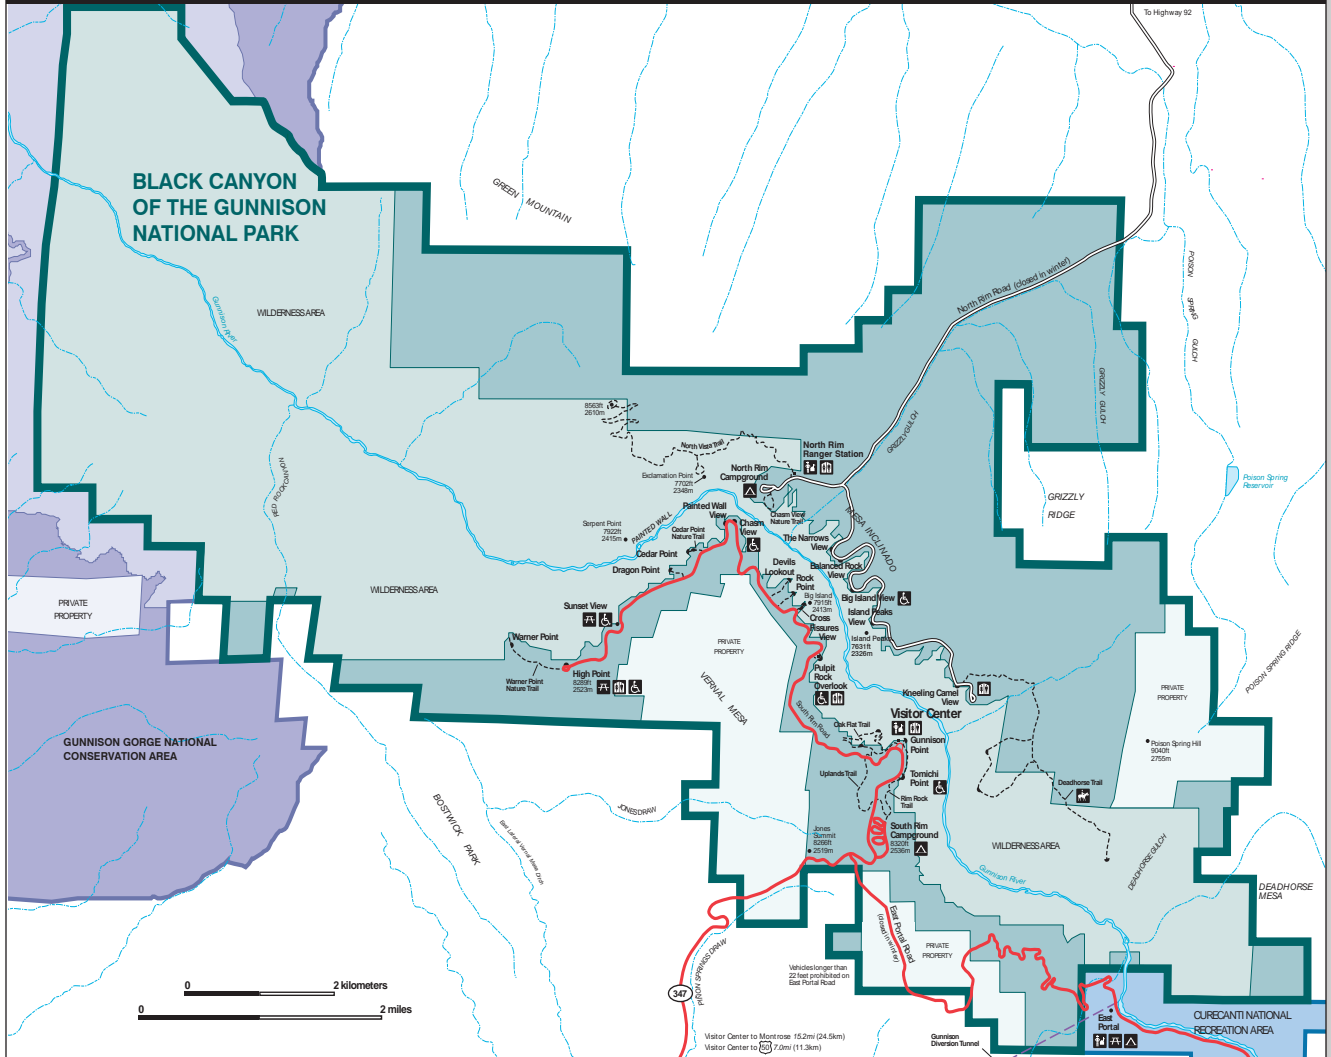 To Highway 92
BLACK CANYON
OF THE GUNNISON
NATIONAL PARK
GREEN MOUNTAIN
WILDERNESS AREA
Gunnison River
North Rim Road (closed in winter)
POISON SPRING GULCH
GRIZZLY GULCH
GRIZZLY GULCH
GRIZZLY
RIDGE
Poison Spring
Reservoir
8563ft
2610m
North Vista Trail
North Rim
Ranger Station
Exclamation Point
7702ft
2348m
North Rim
Campground
RED ROCK CANYON
Painted Wall
View
Chasm View
Nature Trail
MESA INCLINADO
Serpent Point
7922ft
2415m
PAINTED WALL
Cedar Point
Nature Trail
Chasm
View
The Narrows
View
Cedar Point
Dragon Point
Devils
Lookout
Balanced Rock
View
Rock
Point
WILDERNESS AREA
Big Island
7915ft
2413m
Big Island View
PRIVATE
PROPERTY
Sunset View
Cross
Fissures
View
Island Peaks
View
Island Peaks
7631ft
2326m
Warner Point
PRIVATE
PROPERTY
High Point
8289ft
2523m
Warner Point
Nature Trail
Pulpit
Rock
Overlook
VERNAL MESA
Kneeling Camel
View
PRIVATE
PROPERTY
POISON SPRING RIDGE
South Rim Road
Visitor Center
Oak Flat Trail
Gunnison
Point
GUNNISON GORGE NATIONAL
CONSERVATION AREA
Poison Spring Hill
9040ft
2755m
Uplands Trail
Tomichi
Point
Deadhorse Trail
Rim Rock
Trail
BOSTWICK PARK
East Lateral Vernal Mesa Ditch
JONES DRAW
Jones
Summit
8266ft
2519m
South Rim
Campground
8320ft
2536m
WILDERNESS AREA
Gunnison River
DEADHORSE GULCH
DEADHORSE
MESA
East Portal Road
(closed in winter)
PRIVATE
PROPERTY
PINON SPRINGS DRAW
Vehicles longer than
22 feet prohibited on
East Portal Road
0 2 kilometers
0 2 miles
347
East
Portal
CURECANTI NATIONAL
RECREATION AREA
Visitor Center to Montrose 15.2mi (24.5km)
Visitor Center to 50 7.0mi (11.3km)
Gunnison
Diversion Tunnel